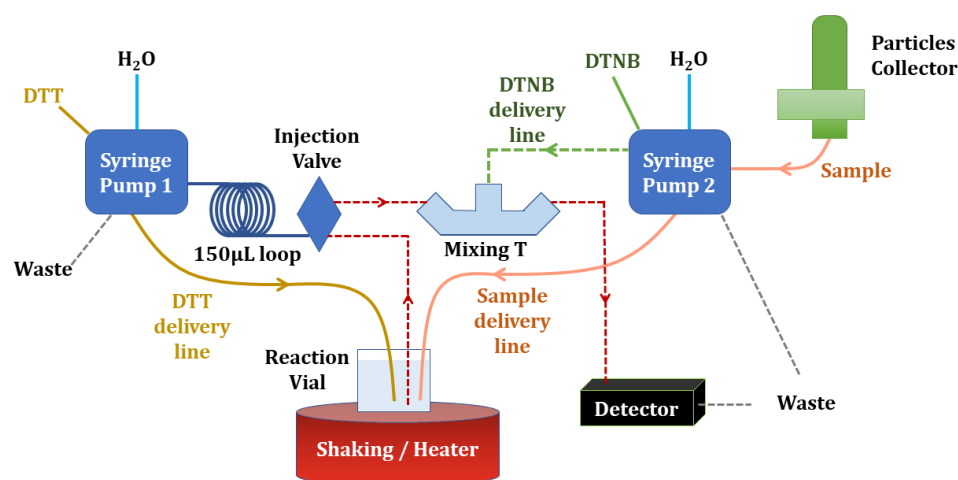 H₂O
DTT
Syringe
Pump 1
Injection
Valve
150µL loop
Waste
DTT
delivery
line
DTNB
delivery
line
DTNB
H₂O
Syringe
Pump 2
Particles
Collector
Sample
Mixing T
Sample
delivery
line
Reaction
Vial
Shaking / Heater
Detector
Waste